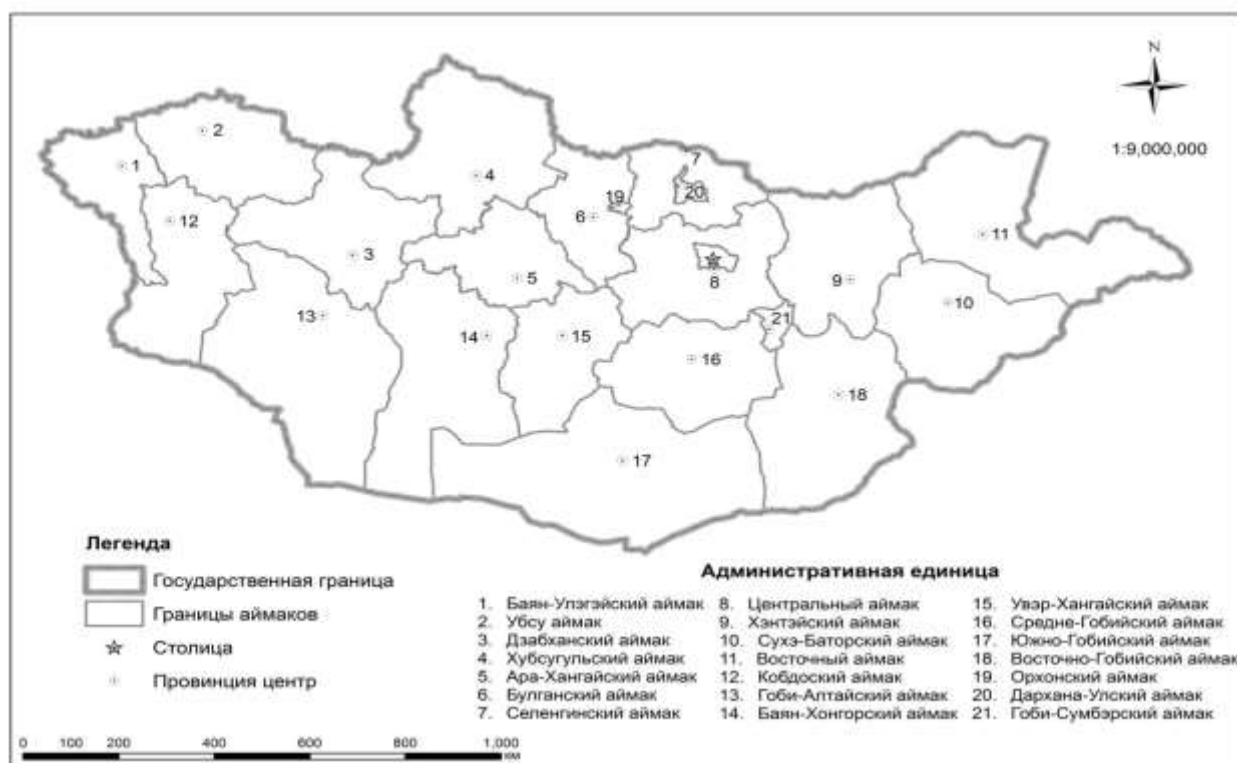 N
1:9,000,000
1
2
3
4
5
6
7
8
9
10
11
12
13
14
15
16
17
18
19
20
21
Легенда
Государственная граница
Границы аймаков
Столица
Провинция центр
Административная единица
1. Баян-Улэгэйский аймак
2. Убсу аймак
3. Дзабханский аймак
4. Хубсугульский аймак
5. Ара-Хангайский аймак
6. Булганский аймак
7. Селенгинский аймак
8. Центральный аймак
9. Хэнтэйский аймак
10. Сухэ-Баторский аймак
11. Восточный аймак
12. Кобдоский аймак
13. Гоби-Алтайский аймак
14. Баян-Хонгорский аймак
15. Увэр-Хангайский аймак
16. Средне-Гобийский аймак
17. Южно-Гобийский аймак
18. Восточно-Гобийский аймак
19. Орхонский аймак
20. Дархана-Улский аймак
21. Гоби-Сумбэрский аймак
0 100 200 400 600 800 1,000
км